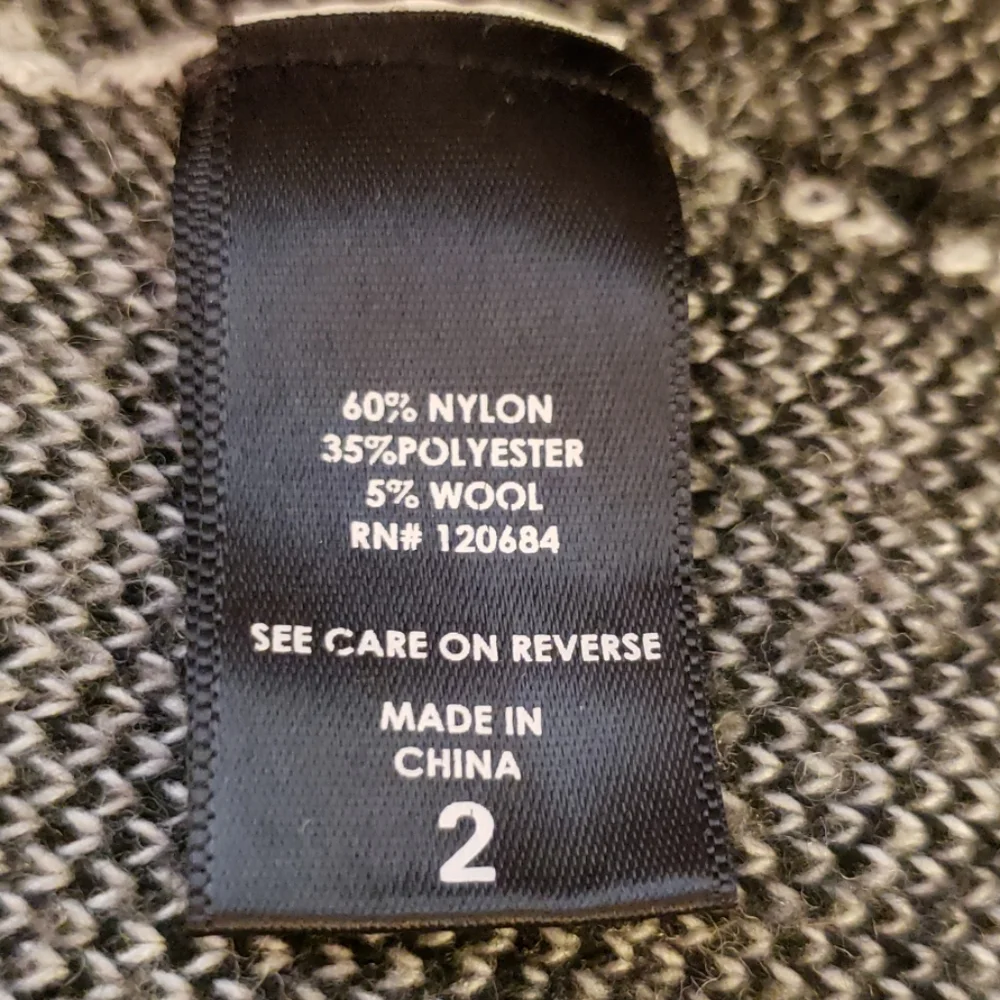 60% NYLON
35%POLYESTER
5% WOOL
RN# 120684
SEE CARE ON REVERSE
MADE IN
CHINA
2